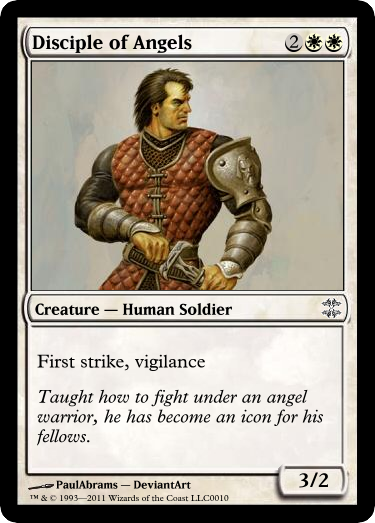 Disciple of Angels 2
Creature — Human Soldier
First strike, vigilance
Taught how to fight under an angel
warrior, he has become an icon for his
fellows.
3/2
PaulAbrams — DeviantArt
™ & © 1993—2011 Wizards of the Coast LLC0010